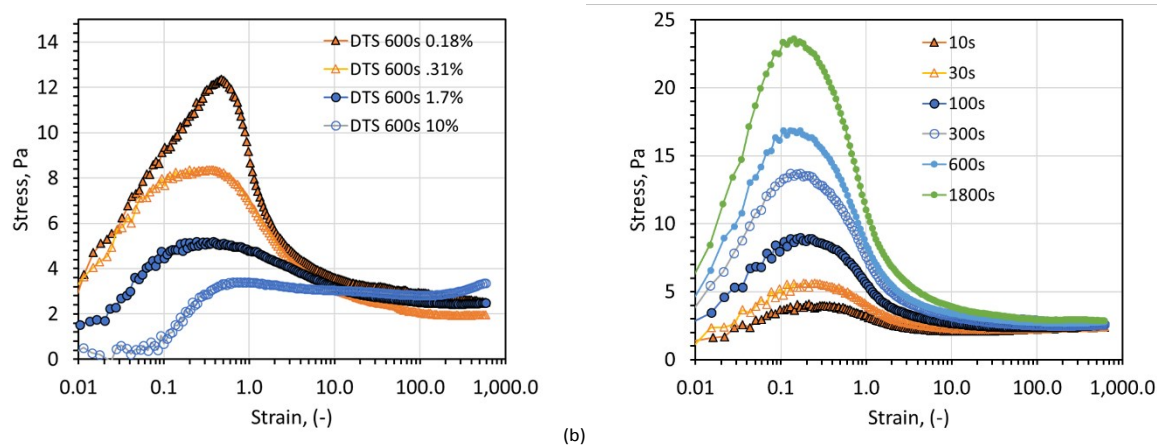 14
12
10
8
6
4
2
0
Stress, Pa
DTS 600s 0.18%
DTS 600s .31%
DTS 600s 1.7%
DTS 600s 10%
0.01 0.1 1.0 10.0 100.0 1,000.0
Strain, (-)
(b)
25
20
15
10
5
0
Stress, Pa
10s
30s
100s
300s
600s
1800s
0.01 0.1 1.0 10.0 100.0 1,000.0
Strain, (-)